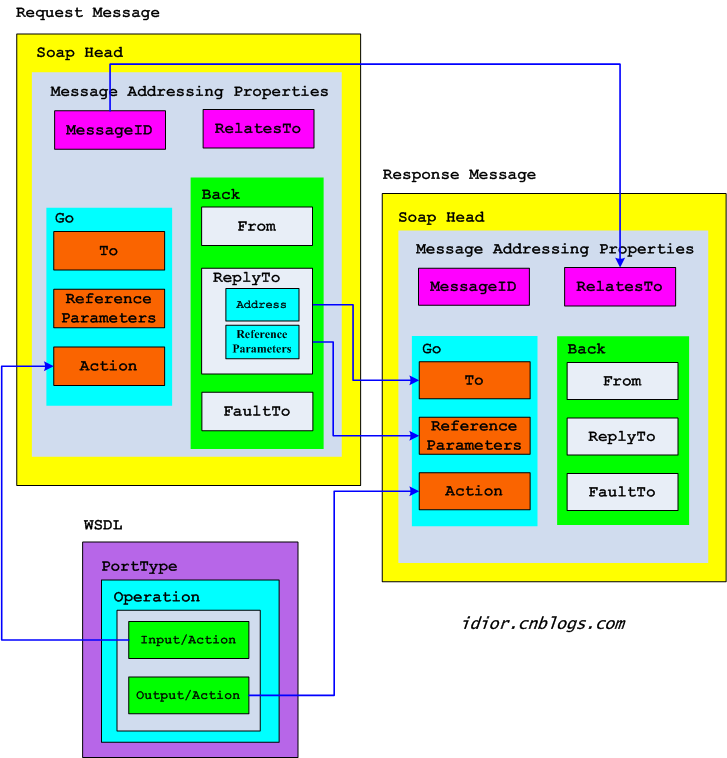 Request Message
Soap Head
Message Addressing Properties
MessageID
RelatesTo
Go
To
Reference
Parameters
Action
Back
From
ReplyTo
Address
Reference
Parameters
FaultTo
Response Message
Soap Head
Message Addressing Properties
MessageID
RelatesTo
Go
To
Reference
Parameters
Action
Back
From
ReplyTo
FaultTo
WSDL
PortType
Operation
Input/Action
Output/Action
idior.cnblogs.com